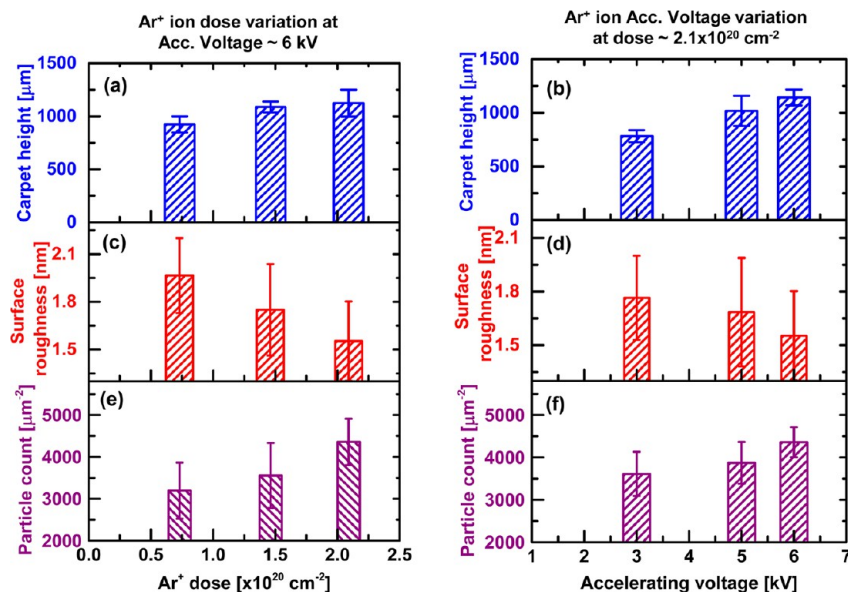 Ar⁺ ion dose variation at
Acc. Voltage ~ 6 kV
Ar⁺ ion Acc. Voltage variation
at dose ~ 2.1x10²⁰ cm⁻²
(a)
Carpet height [μm]
1500
1000
500
0
(b)
Carpet height [μm]
1500
1000
500
0
(c)
Surface
roughness [nm]
2.1
1.8
1.5
(d)
Surface
roughness [nm]
2.1
1.8
1.5
(e)
Particle count [μm⁻²]
5000
4000
3000
2000
0.0 0.5 1.0 1.5 2.0 2.5
Ar⁺ dose [x10²⁰ cm⁻²]
(f)
Particle count [μm⁻²]
5000
4000
3000
2000
1 2 3 4 5 6 7
Accelerating voltage [kV]